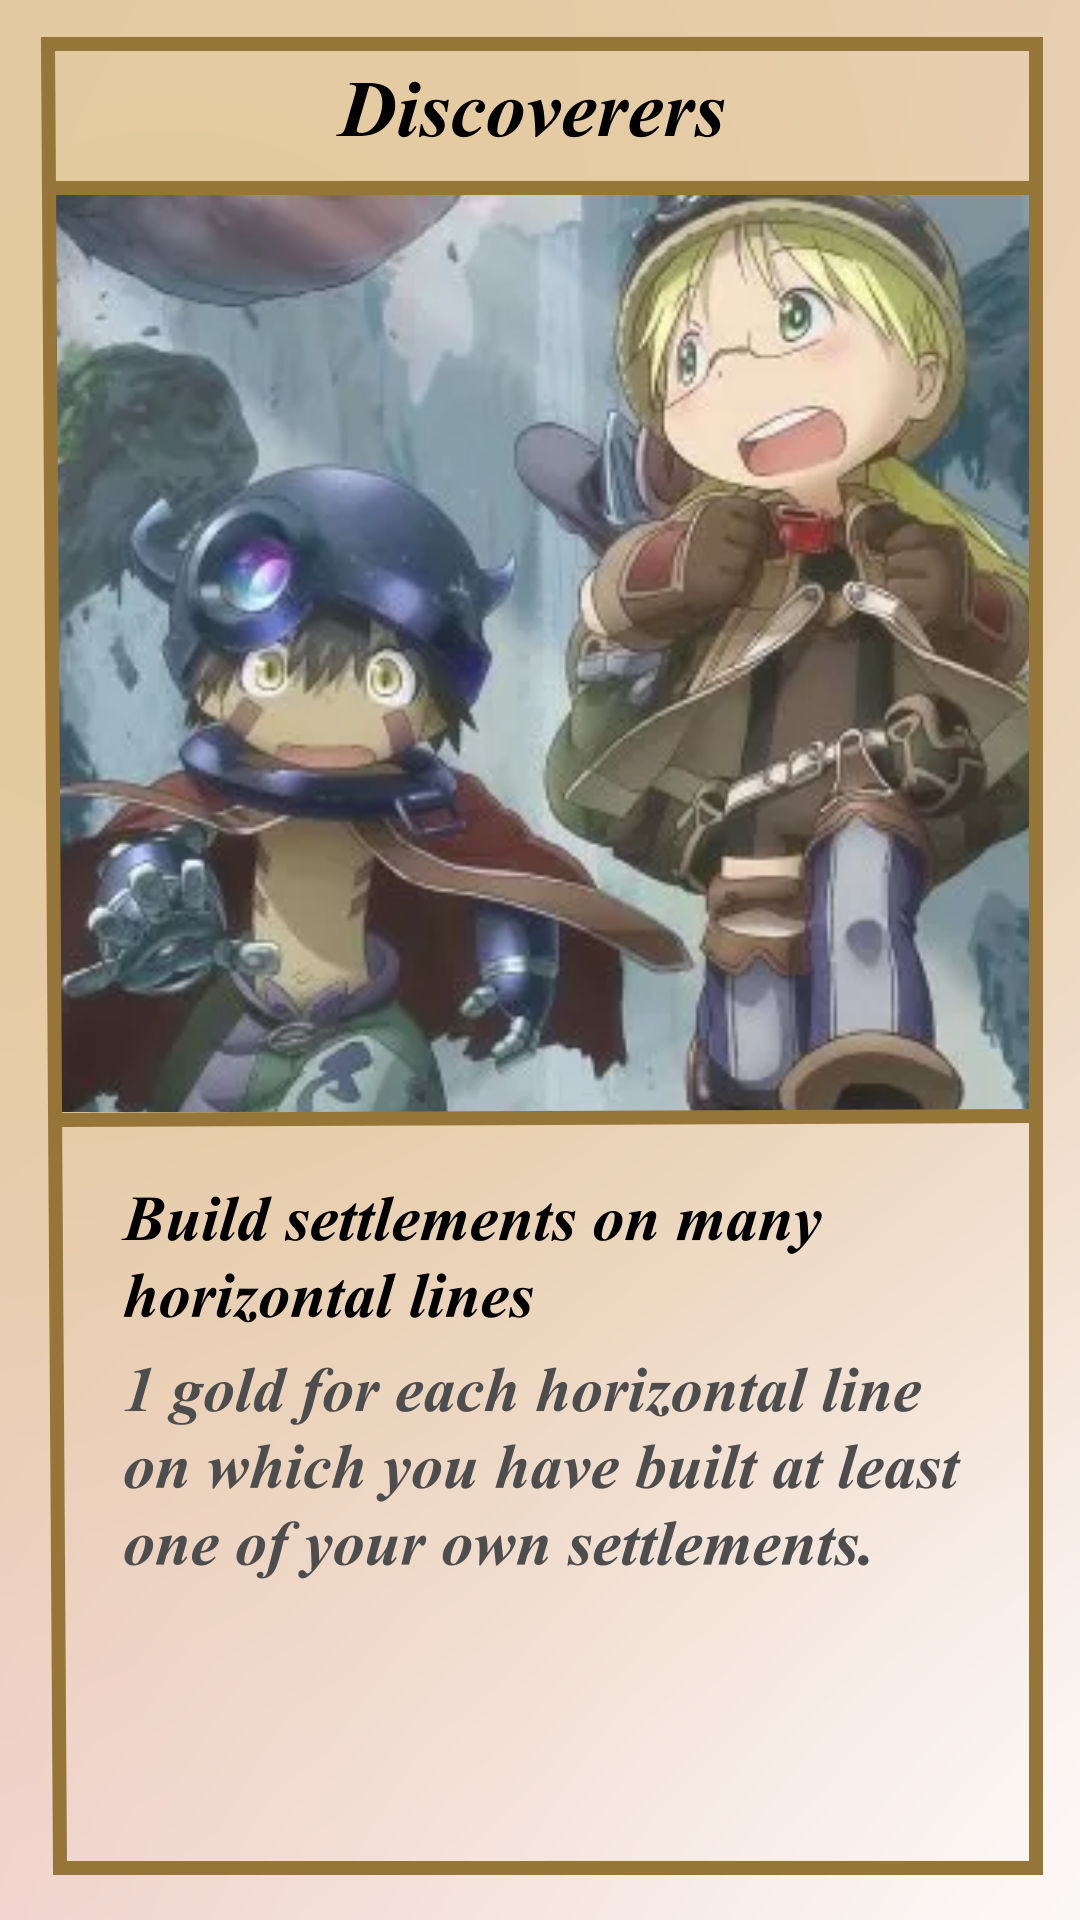 Discoverers
Build settlements on many
horizontal lines
1 gold for each horizontal line
on which you have built at least
one of your own settlements.